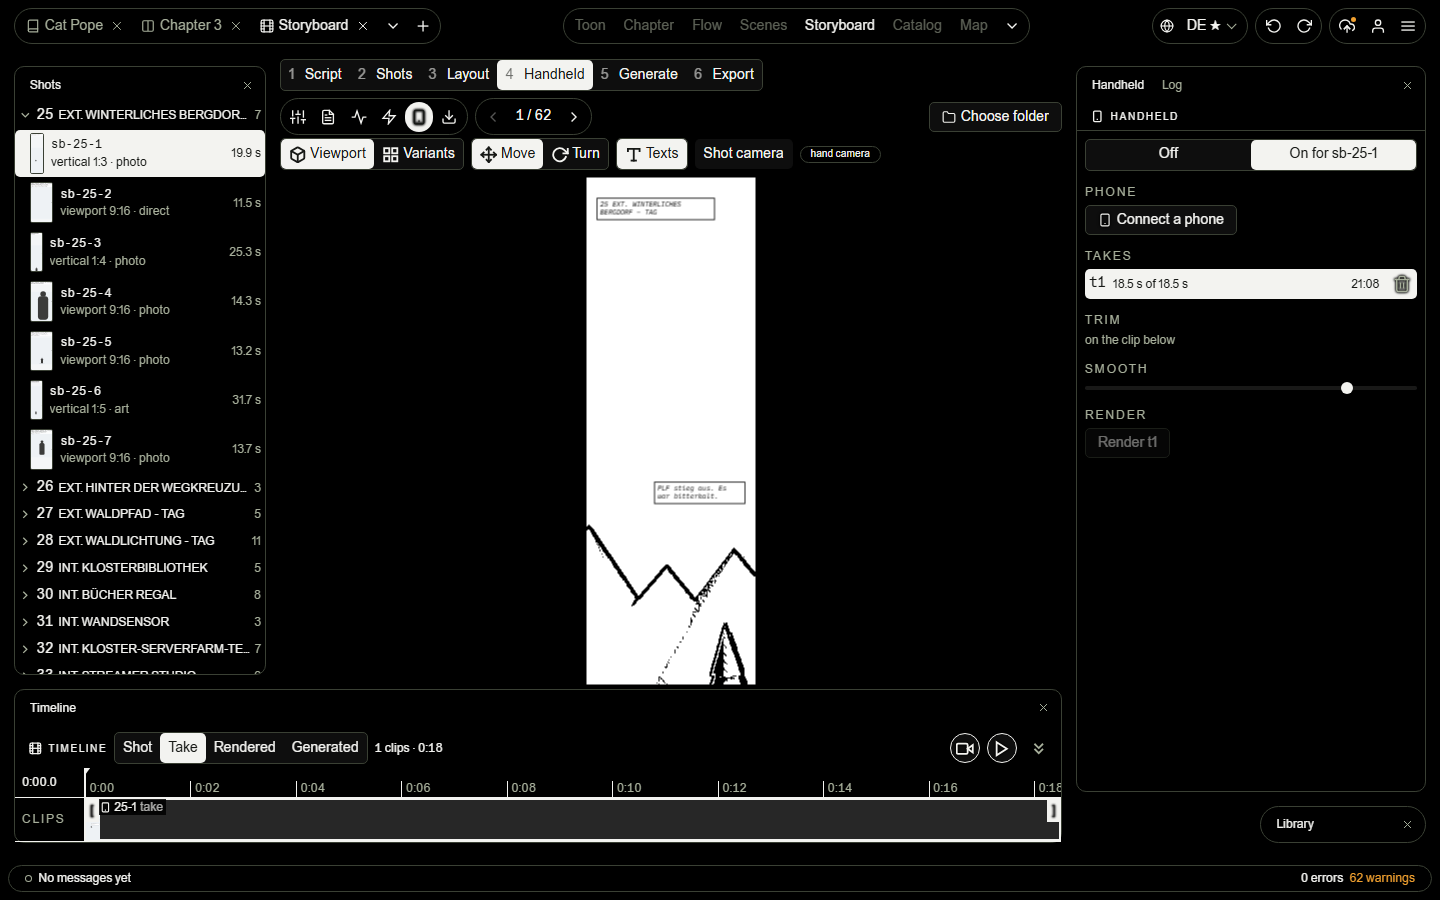 Cat Pope
Chapter 3
Storyboard
Toon
Chapter
Flow
Scenes
Storyboard
Catalog
Map
DE ★
Shots
25 EXT. WINTERLICHES BERGDOR... 7
sb-25-1
vertical 1:3 · photo
19.9 s
sb-25-2
viewport 9:16 · direct
11.5 s
sb-25-3
vertical 1:4 · photo
25.3 s
sb-25-4
viewport 9:16 · photo
14.3 s
sb-25-5
viewport 9:16 · photo
13.2 s
sb-25-6
vertical 1:5 · art
31.7 s
sb-25-7
viewport 9:16 · photo
13.7 s
26 EXT. HINTER DER WEGKREUZU... 3
27 EXT. WALDPFAD - TAG 5
28 EXT. WALDLICHTUNG - TAG 11
29 INT. KLOSTERBIBLIOTHEK 5
30 INT. BÜCHER REGAL 8
31 INT. WANDSENSOR 3
32 INT. KLOSTER-SERVERFARM-TE... 7
33 INT. STREAMER STUDIO
1 Script
2 Shots
3 Layout
4 Handheld
5 Generate
6 Export
1 / 62
Choose folder
Viewport
Variants
Move
Turn
Texts
Shot camera
hand camera
25 EXT. WINTERLICHES
BERGDORF - TAG
PLF stieg aus. Es
war bitterkalt.
Handheld
Log
HANDHELD
Off
On for sb-25-1
PHONE
Connect a phone
TAKES
t1 18.5 s of 18.5 s 21:08
TRIM
on the clip below
SMOOTH
RENDER
Render t1
Timeline
TIMELINE
Shot
Take
Rendered
Generated
1 clips · 0:18
0:00.0
0:00
0:02
0:04
0:06
0:08
0:10
0:12
0:14
0:16
0:18
CLIPS
25-1 take
Library
No messages yet
0 errors 62 warnings